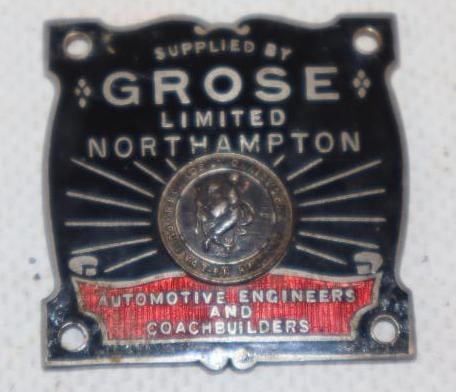 SUPPLIED BY
GROSE
LIMITED
NORTHAMPTON
AUTOMOTIVE ENGINEERS
AND
COACHBUILDERS